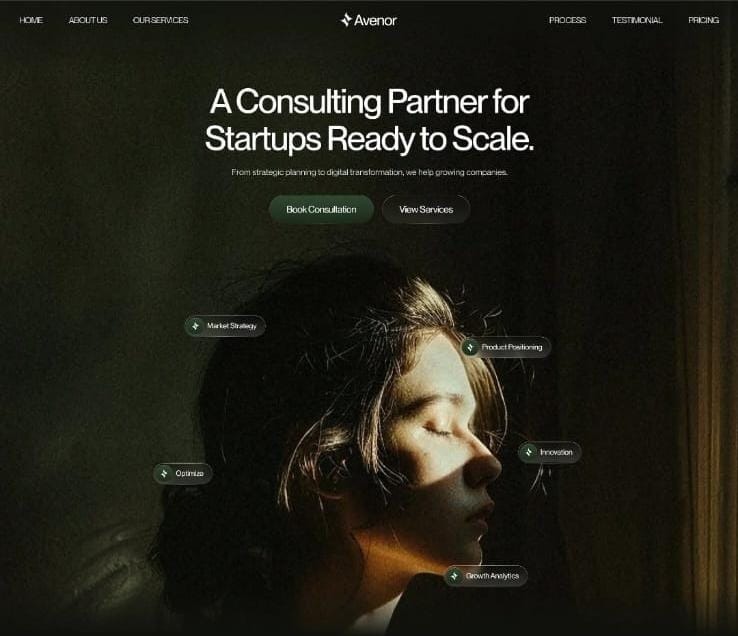 HOME
ABOUT US
OUR SERVICES
Avenor
PROCESS
TESTIMONIAL
PRICING
A Consulting Partner for
Startups Ready to Scale.
From strategic planning to digital transformation, we help growing companies.
Book Consultation
View Services
Market Strategy
Product Positioning
Innovation
Optimize
Growth Analytics